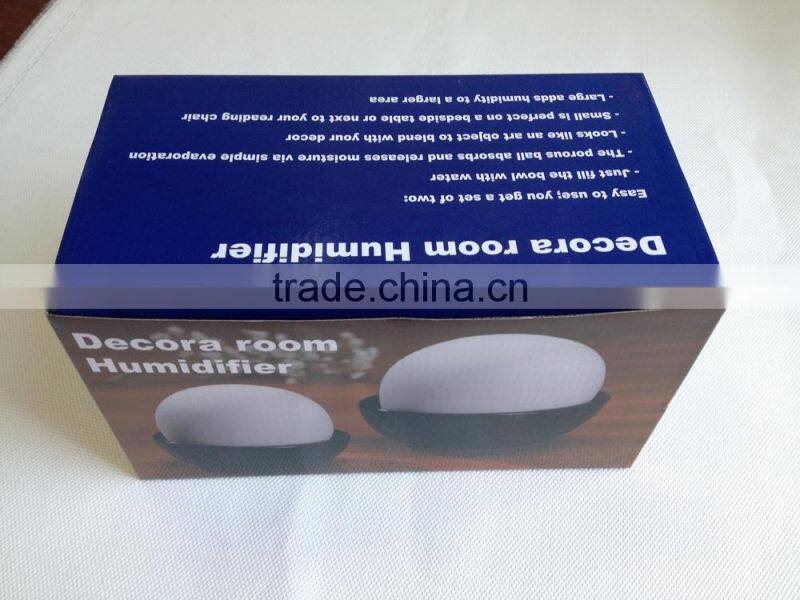 Decora room Humidifier
Easy to use; you get a set of two:
- Just fill the bowl with water
- The porous ball absorbs and releases moisture via simple evaporation
- Looks like an art object to blend with your decor
- Small is perfect on a bedside table or next to your reading chair
- Large adds humidity to a larger area
trade.china.cn
Decora room
Humidifier